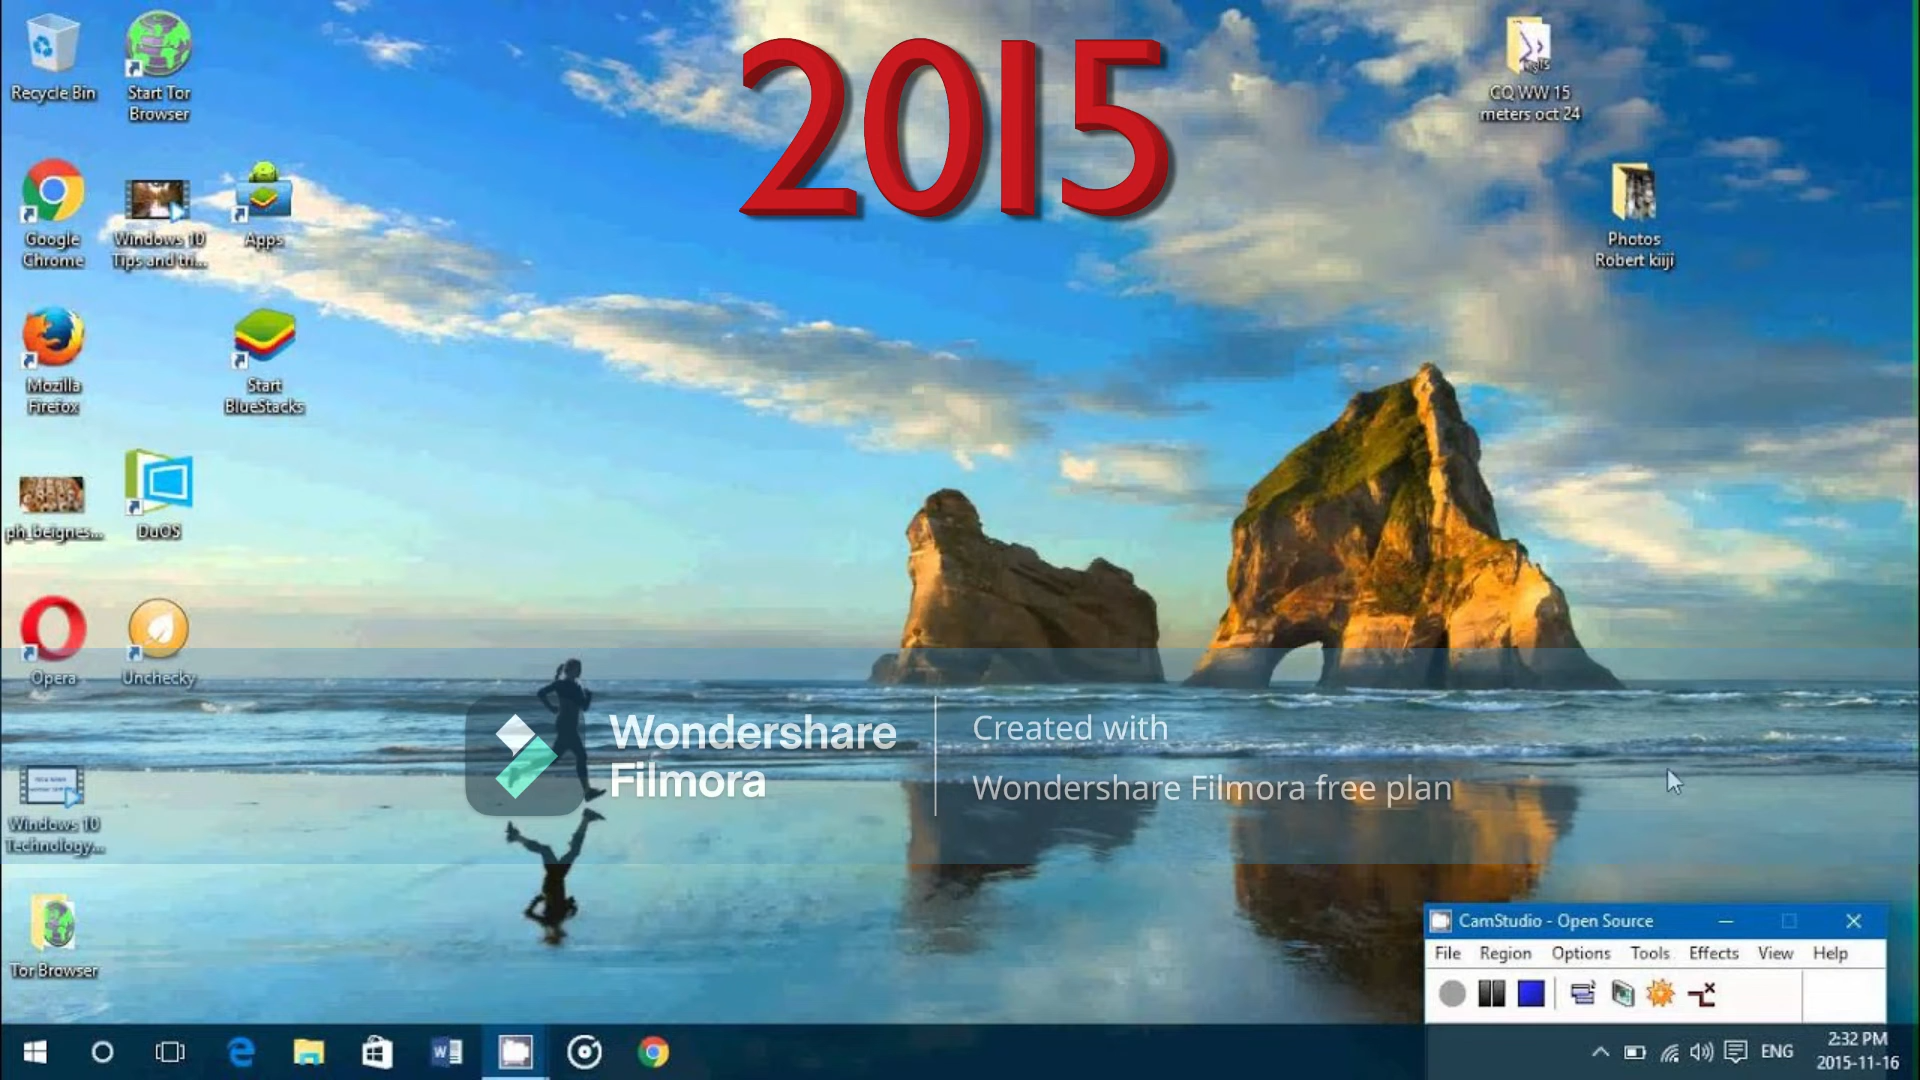 2015
Recycle Bin
Start Tor
Browser
CQ WW 15
meters oct 24
Google
Chrome
Windows 10
Tips and tri...
Apps
Photos
Robert kiiji
Mozilla
Firefox
Start
BlueStacks
ph_beignes...
DuOS
Opera
Unchecky
Wondershare
Filmora
Created with
Wondershare Filmora free plan
Windows 10
Technology...
Tor Browser
CamStudio - Open Source
File Region Options Tools Effects View Help
ENG
2:32 PM
2015-11-16